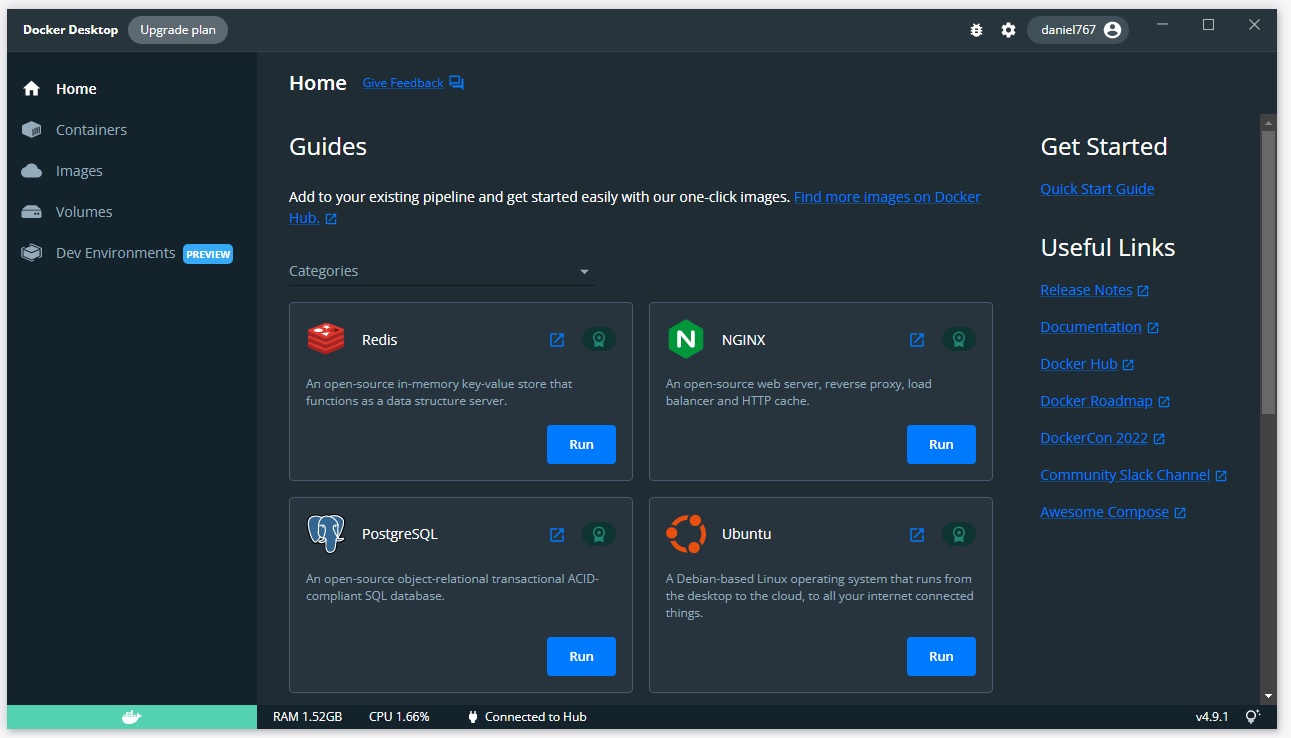 Docker Desktop
Upgrade plan
daniel767
Home
Containers
Images
Volumes
Dev Environments PREVIEW
Home
Give Feedback
Guides
Add to your existing pipeline and get started easily with our one-click images. Find more images on Docker
Hub.
Categories
Redis
An open-source in-memory key-value store that
functions as a data structure server.
Run
N
NGINX
An open-source web server, reverse proxy, load
balancer and HTTP cache.
Run
PostgreSQL
An open-source object-relational transactional ACID-
compliant SQL database.
Run
Ubuntu
A Debian-based Linux operating system that runs from
the desktop to the cloud, to all your internet connected
things.
Run
Get Started
Quick Start Guide
Useful Links
Release Notes
Documentation
Docker Hub
Docker Roadmap
DockerCon 2022
Community Slack Channel
Awesome Compose
RAM 1.52GB
CPU 1.66%
Connected to Hub
v4.9.1